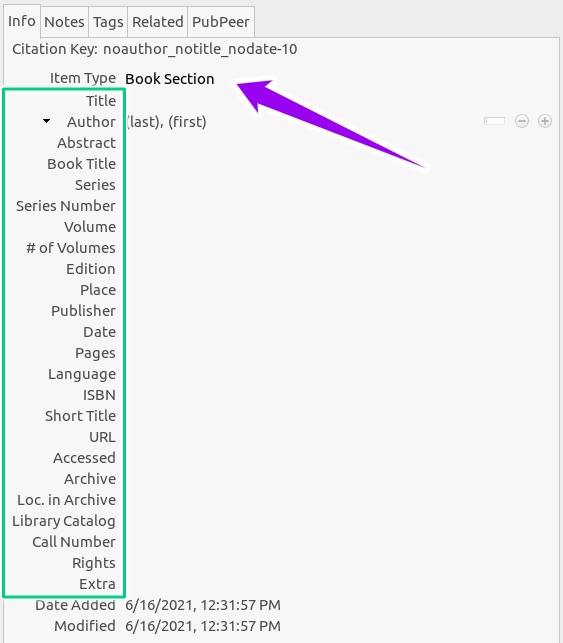 Info Notes Tags Related PubPeer
Citation Key: noauthor_notitle_nodate-10
Item Type Book Section
Title
Author (last), (first)
Abstract
Book Title
Series
Series Number
Volume
# of Volumes
Edition
Place
Publisher
Date
Pages
Language
ISBN
Short Title
URL
Accessed
Archive
Loc. in Archive
Library Catalog
Call Number
Rights
Extra
Date Added 6/16/2021, 12:31:57 PM
Modified 6/16/2021, 12:31:57 PM